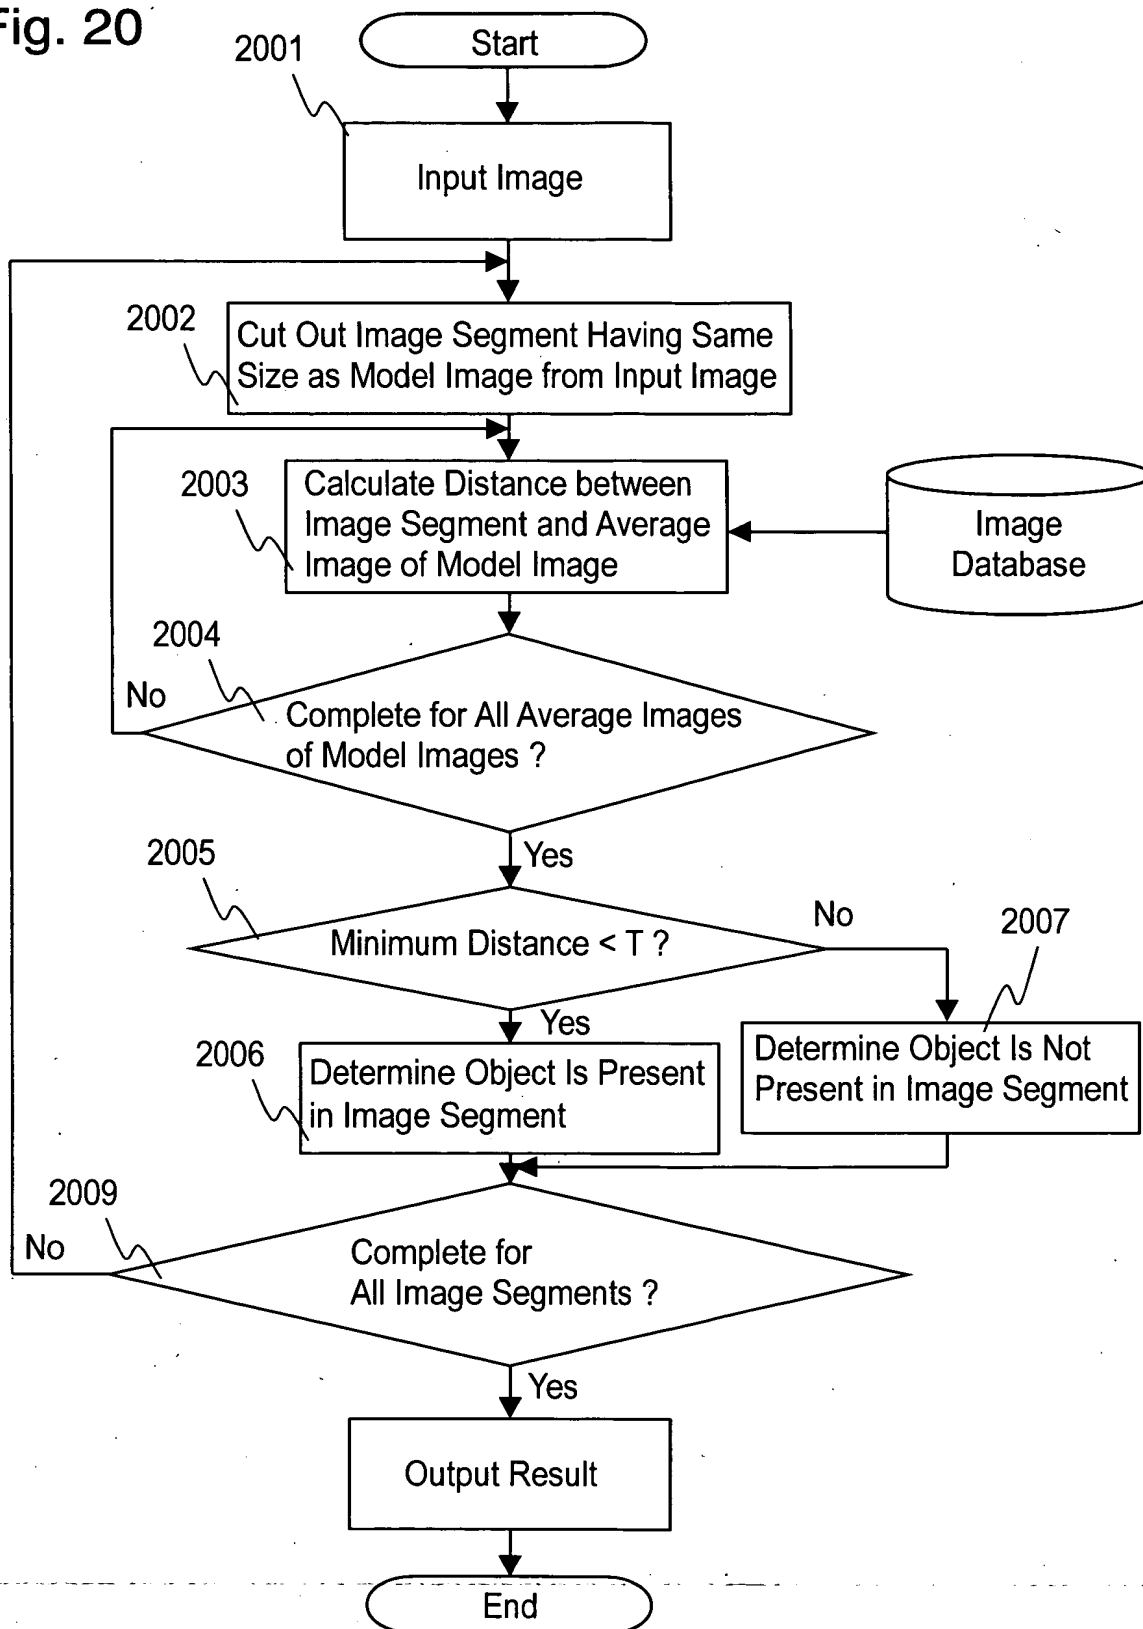 Fig. 20
Start
2001
Input Image
2002
Cut Out Image Segment Having Same
Size as Model Image from Input Image
2003
Calculate Distance between
Image Segment and Average
Image of Model Image
Image
Database
2004
No
Complete for All Average Images
of Model Images ?
Yes
2005
Minimum Distance < T ?
No
2007
Yes
2006
Determine Object Is Present
in Image Segment
Determine Object Is Not
Present in Image Segment
2009
No
Complete for
All Image Segments ?
Yes
Output Result
End